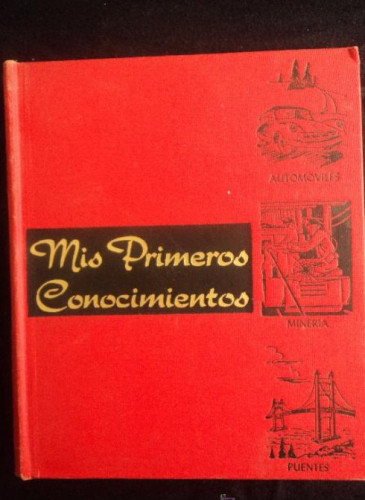 AUTOMOVILES
Mis Primeros
Conocimientos
MINERIA
PUENTES